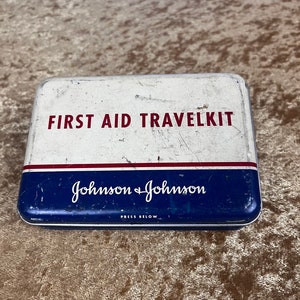 FIRST AID TRAVELKIT
Johnson & Johnson
PRESS BELOW